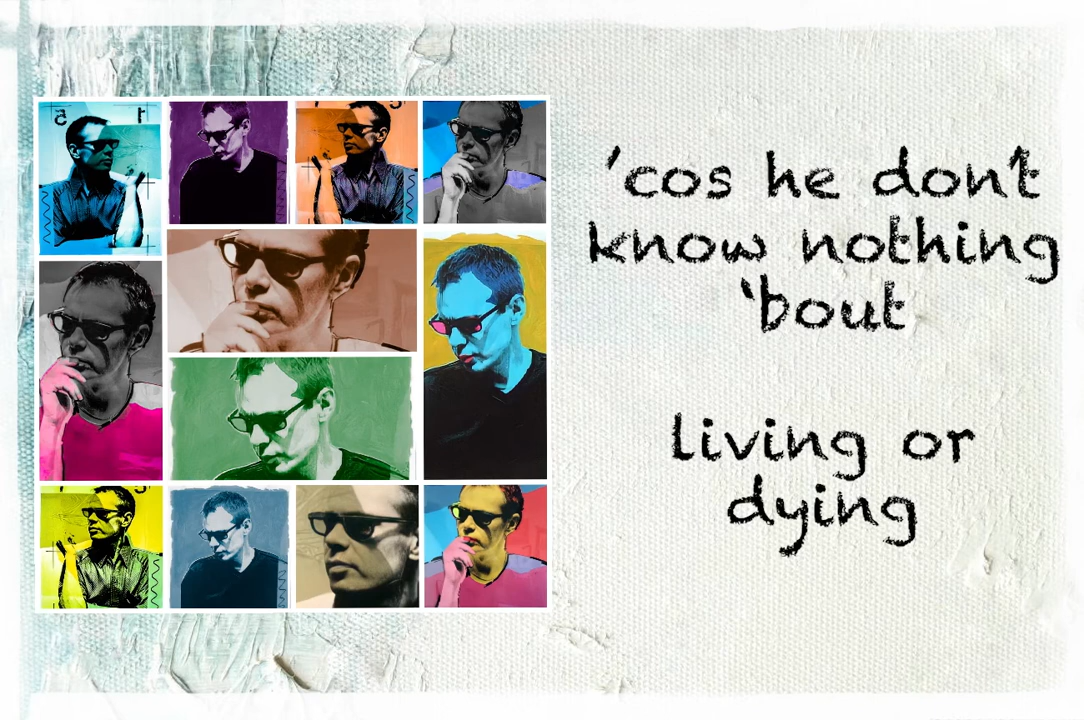 'cos he don't
know nothing
'bout
living or
dying